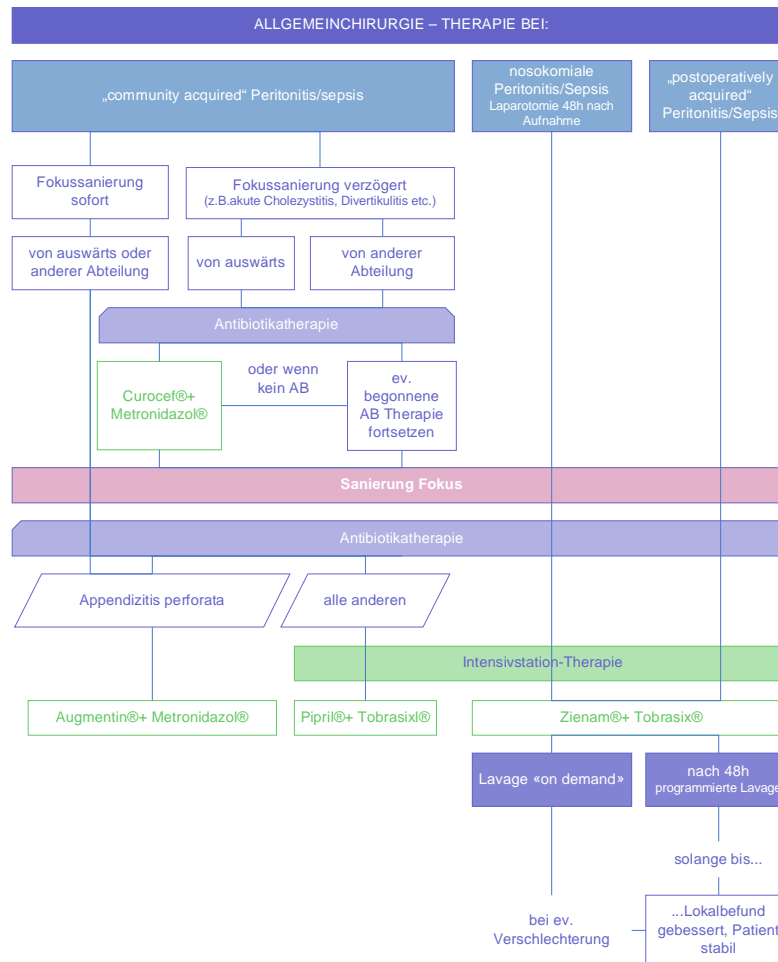 ALLGEMEINCHIRURGIE – THERAPIE BEI:
„community acquired“ Peritonitis/sepsis
nosokomiale
Peritonitis/Sepsis
Laparotomie 48h nach
Aufnahme
„postoperatively
acquired“
Peritonitis/Sepsis
Fokussanierung
sofort
Fokussanierung verzögert
(z.B.akute Cholezystitis, Divertikulitis etc.)
von auswärts oder
anderer Abteilung
von auswärts
von anderer
Abteilung
Antibiotikatherapie
Curocef®+
Metronidazol®
oder wenn
kein AB
ev.
begonnene
AB Therapie
fortsetzen
Sanierung Fokus
Antibiotikatherapie
Appendizitis perforata
alle anderen
Intensivstation-Therapie
Augmentin®+ Metronidazol®
Pipril®+ Tobrasixl®
Zienam®+ Tobrasix®
Lavage «on demand»
nach 48h
programmierte Lavage
solange bis...
bei ev.
Verschlechterung
...Lokalbefund
gebessert, Patient
stabil